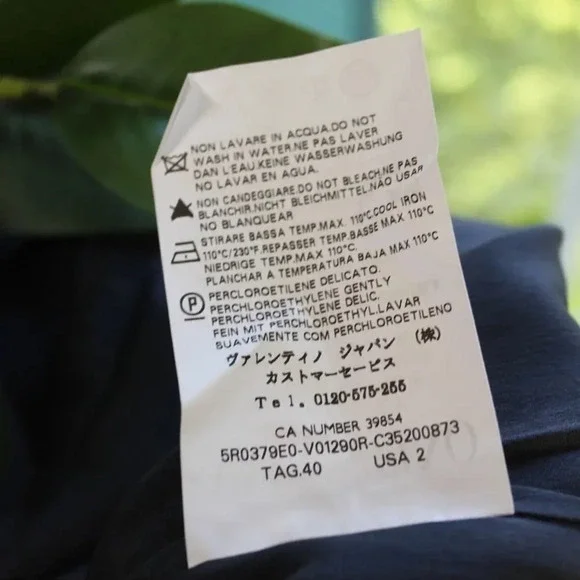 NON LAVARE IN ACQUA.DO NOT
WASH IN WATER.NE PAS LAVER
DAN L'EAU.KEINE WASSERWASHUNG
NO LAVAR EN AGUA.
NON CANDEGGIARE.DO NOT BLEACH.NE PAS
BLANCHIR.NICHT BLEICHMITTEL.NÃO USAR
NO BLANQUEAR
STIRARE BASSA TEMP.MAX. 110°C.COOL IRON
110°C/230°F.REPASSER TEMP.BASSE MAX 110°C
NIEDRIGE TEMP.MAX 110°C.
PLANCHAR A TEMPERATURA BAJA MAX 110°C
P
PERCLOROETILENE DELICATO.
PERCHLOROETHYLENE GENTLY
PERCHLOROETHYLENE DELIC.
FEIN MIT PERCHLOROETHYL.LAVAR
SUAVEMENTE COM PERCHLOROETILENO
ヴァレンティノ ジャパン (株)
カストマーセービス
Tel. 0120-575-255
CA NUMBER 39854
5R0379E0-V01290R-C35200873
TAG.40 USA 2